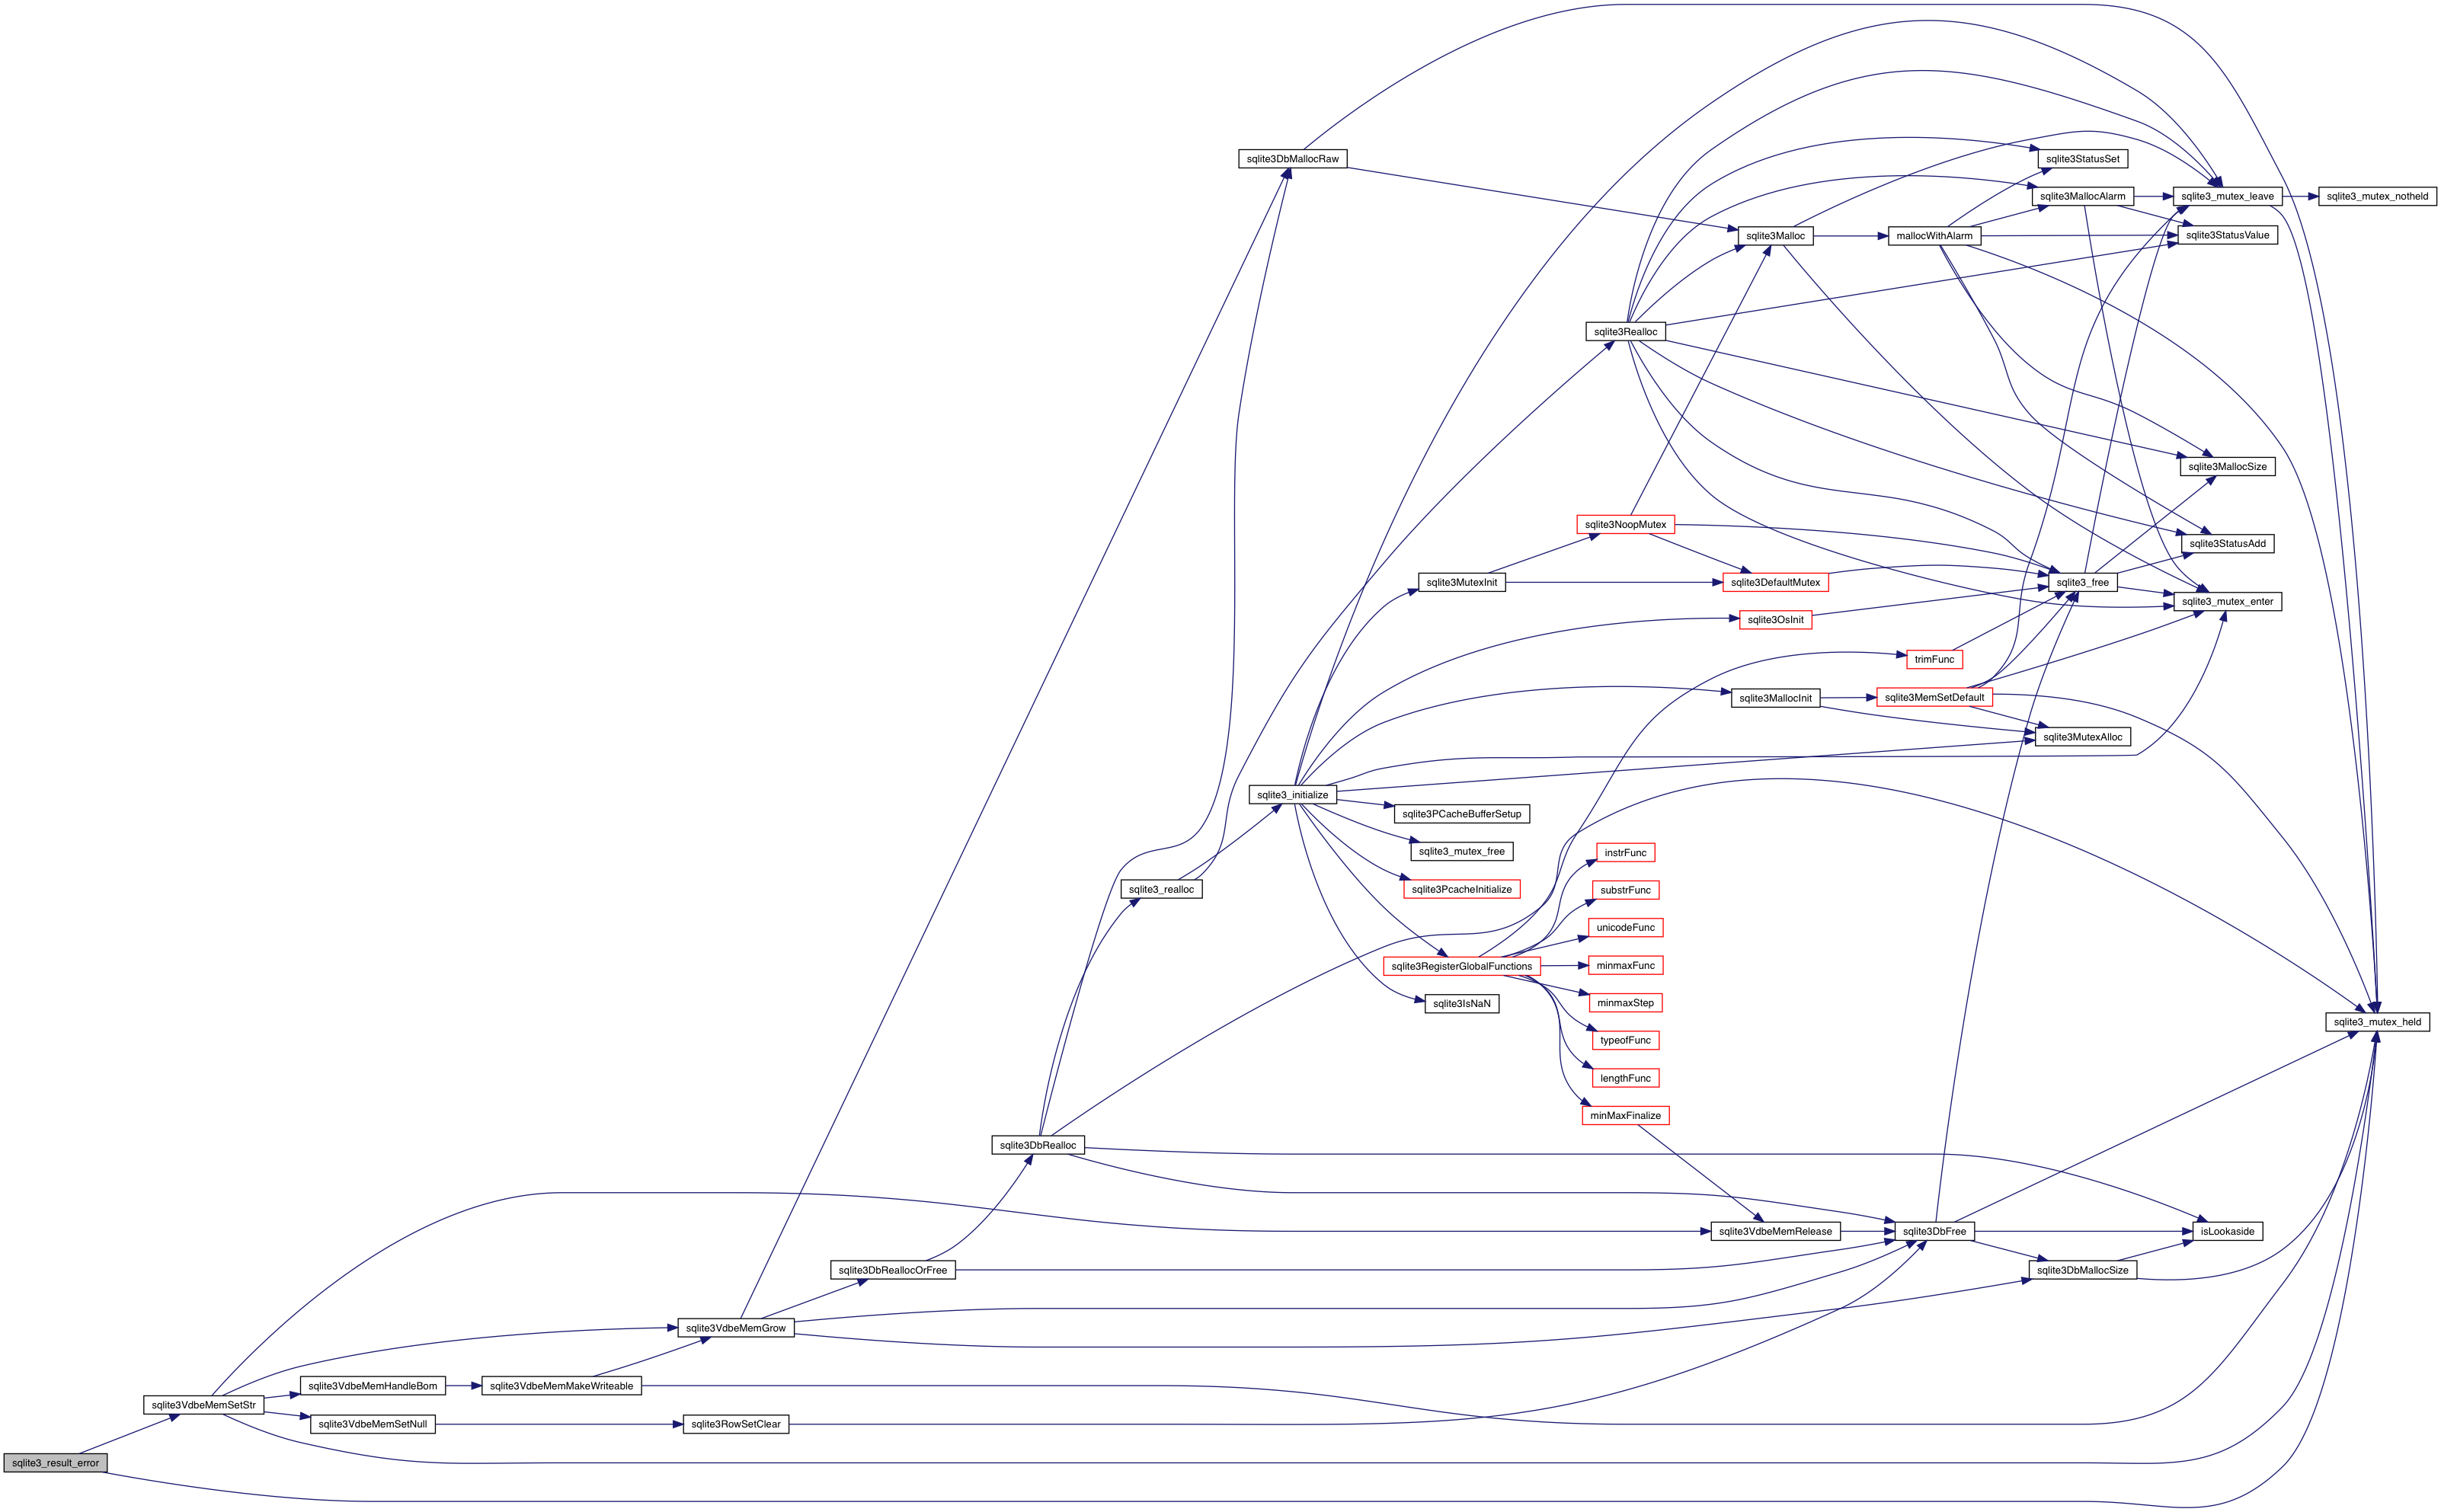 sqlite3DbMallocRaw
sqlite3StatusSet
sqlite3MallocAlarm
sqlite3_mutex_leave
sqlite3_mutex_notheld
sqlite3Malloc
mallocWithAlarm
sqlite3StatusValue
sqlite3Realloc
sqlite3MallocSize
sqlite3NoopMutex
sqlite3StatusAdd
sqlite3MutexInit
sqlite3DefaultMutex
sqlite3_free
sqlite3_mutex_enter
sqlite3OsInit
trimFunc
sqlite3MallocInit
sqlite3MemSetDefault
sqlite3MutexAlloc
sqlite3_initialize
sqlite3PCacheBufferSetup
sqlite3_mutex_free
instrFunc
sqlite3_realloc
sqlite3PcacheInitialize
substrFunc
unicodeFunc
sqlite3RegisterGlobalFunctions
minmaxFunc
sqlite3IsNaN
minmaxStep
sqlite3_mutex_held
typeofFunc
lengthFunc
minMaxFinalize
sqlite3DbRealloc
sqlite3VdbeMemRelease
sqlite3DbFree
isLookaside
sqlite3DbReallocOrFree
sqlite3DbMallocSize
sqlite3VdbeMemGrow
sqlite3VdbeMemHandleBom
sqlite3VdbeMemMakeWriteable
sqlite3VdbeMemSetStr
sqlite3VdbeMemSetNull
sqlite3RowSetClear
sqlite3_result_error